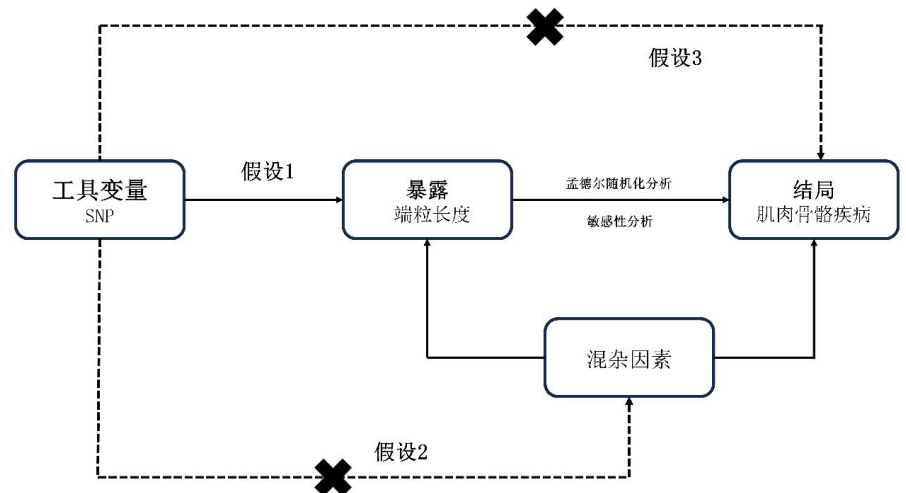 假设3
工具变量
SNP
假设1
暴露
端粒长度
孟德尔随机化分析
敏感性分析
结局
肌肉骨骼疾病
混杂因素
假设2